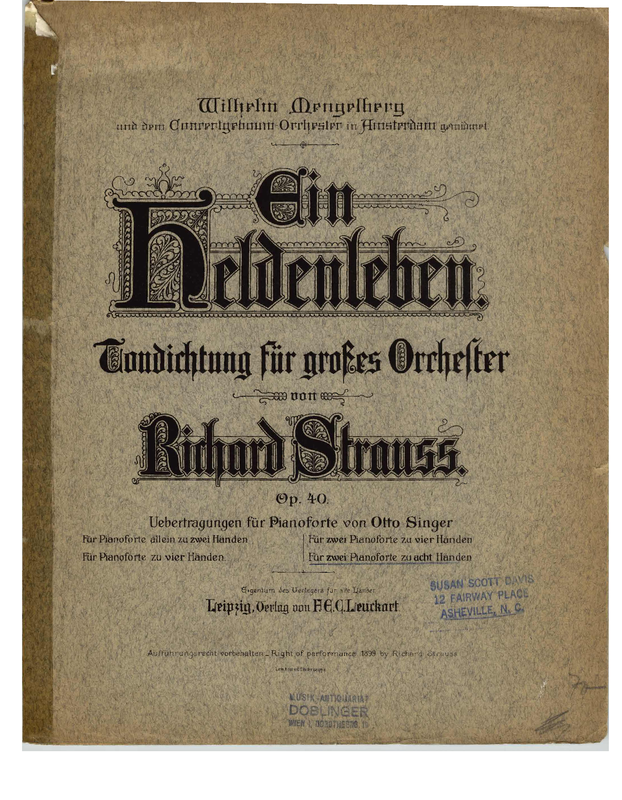 Wilhelm Mengelberg
und dem Concertgebouw-Orchester in Amsterdam gewidmet
Ein
Heldenleben.
Tondichtung für großes Orchester
von
Richard Strauss.
Op. 40.
Uebertragungen für Pianoforte von Otto Singer
Für Pianoforte allein zu zwei Händen
Für Pianoforte zu vier Händen.
Für zwei Pianoforte zu vier Händen
Für zwei Pianoforte zu acht Händen
Eigentum des Verlegers für alle Länder
Leipzig, Verlag von F.E.C. Leuckart
SUSAN SCOTT DAVIS
12 FAIRWAY PLACE
ASHEVILLE, N. C.
Aufführungsrecht vorbehalten _ Right of performance 1899 by Richard Strauss
MUSIK-ANTIQUARIAT
DOBLINGER
WIEN I,